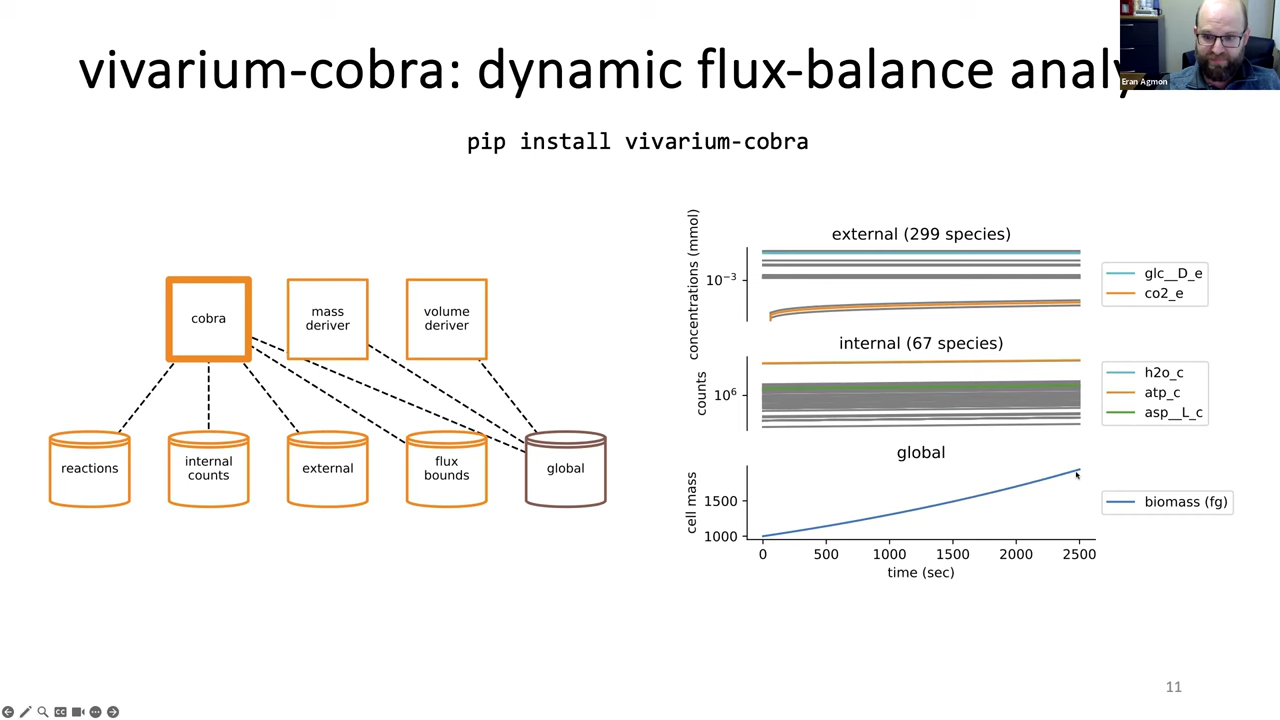 vivarium-cobra: dynamic flux-balance analy
Eran Agmon
pip install vivarium-cobra
cobra
mass
deriver
volume
deriver
reactions
internal
counts
external
flux
bounds
global
external (299 species)
concentrations (mmol)
10⁻³
glc__D_e
co2_e
internal (67 species)
counts
10⁶
h2o_c
atp_c
asp__L_c
global
cell mass
1500
1000
biomass (fg)
0 500 1000 1500 2000 2500
time (sec)
11